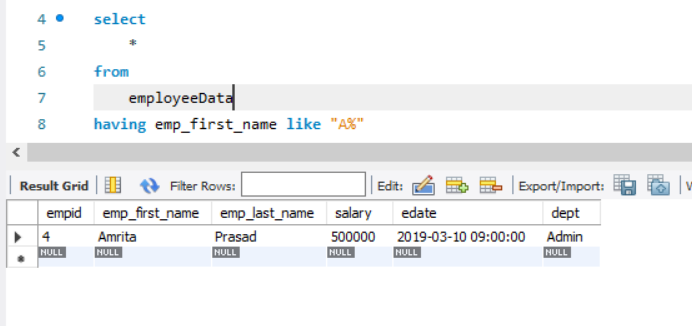 4 select
5 *
6 from
7 employeeData
8 having emp_first_name like "A%"
Result Grid Filter Rows: Edit: Export/Import:
empid emp_first_name emp_last_name salary edate dept
4 Amrita Prasad 500000 2019-03-10 09:00:00 Admin
NULL NULL NULL NULL NULL NULL